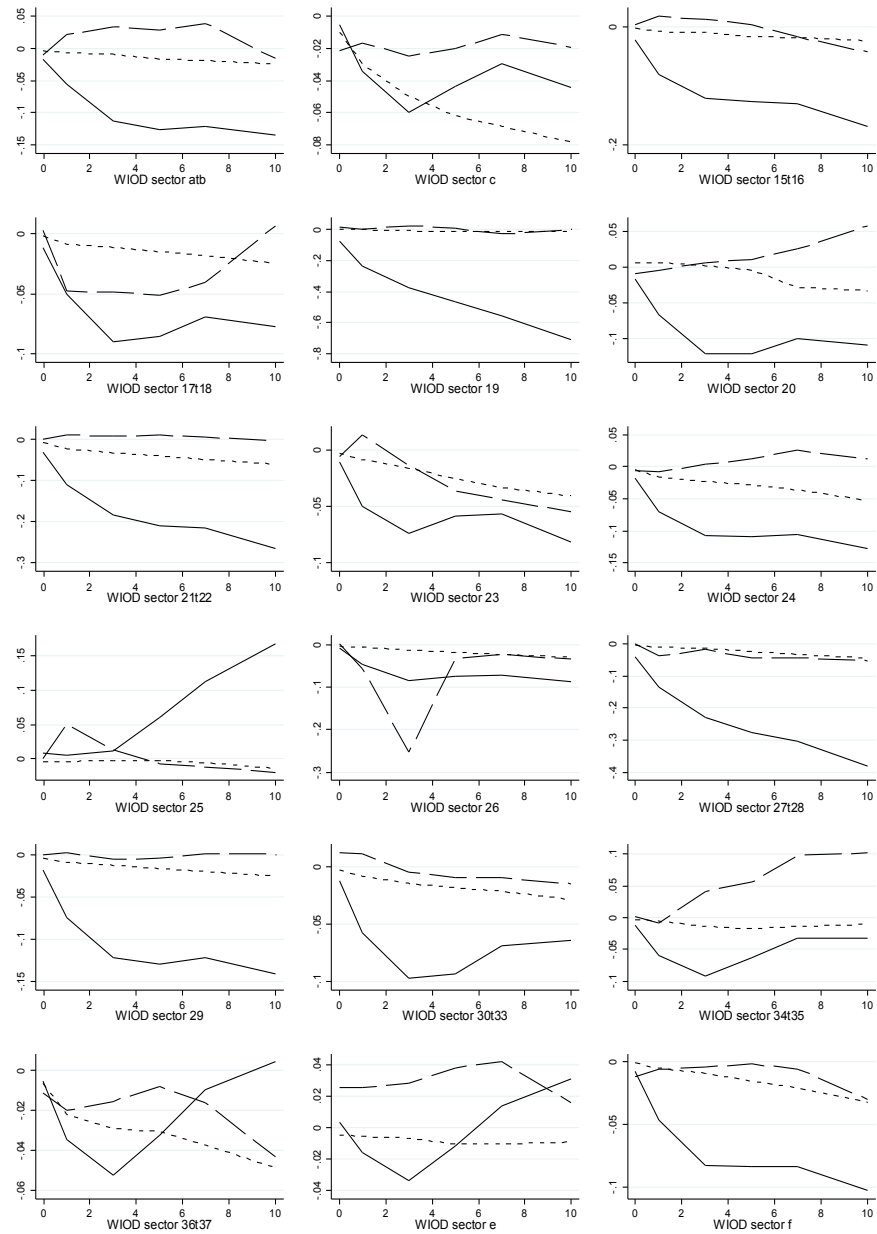 .05
0
-.05
-.1
-.15
0 2 4 6 8 10
WIOD sector atb
0
-.02
-.04
-.06
-.08
0 2 4 6 8 10
WIOD sector c
0
-.2
0 2 4 6 8 10
WIOD sector 15t16
0
-.05
-.1
0 2 4 6 8 10
WIOD sector 17t18
0
-.2
-.4
-.6
-.8
0 2 4 6 8 10
WIOD sector 19
.05
0
-.05
-.1
0 2 4 6 8 10
WIOD sector 20
0
-.1
-.2
-.3
0 2 4 6 8 10
WIOD sector 21t22
0
-.05
-.1
0 2 4 6 8 10
WIOD sector 23
.05
0
-.05
-.1
-.15
0 2 4 6 8 10
WIOD sector 24
.15
.1
.05
0
0 2 4 6 8 10
WIOD sector 25
0
-.1
-.2
-.3
0 2 4 6 8 10
WIOD sector 26
0
-.1
-.2
-.3
-.4
0 2 4 6 8 10
WIOD sector 27t28
0
-.05
-.1
-.15
0 2 4 6 8 10
WIOD sector 29
0
-.05
-.1
0 2 4 6 8 10
WIOD sector 30t33
.1
.05
0
-.05
-.1
0 2 4 6 8 10
WIOD sector 34t35
0
-.02
-.04
-.06
0 2 4 6 8 10
WIOD sector 36t37
.04
.02
0
-.02
-.04
0 2 4 6 8 10
WIOD sector e
0
-.05
-.1
0 2 4 6 8 10
WIOD sector f